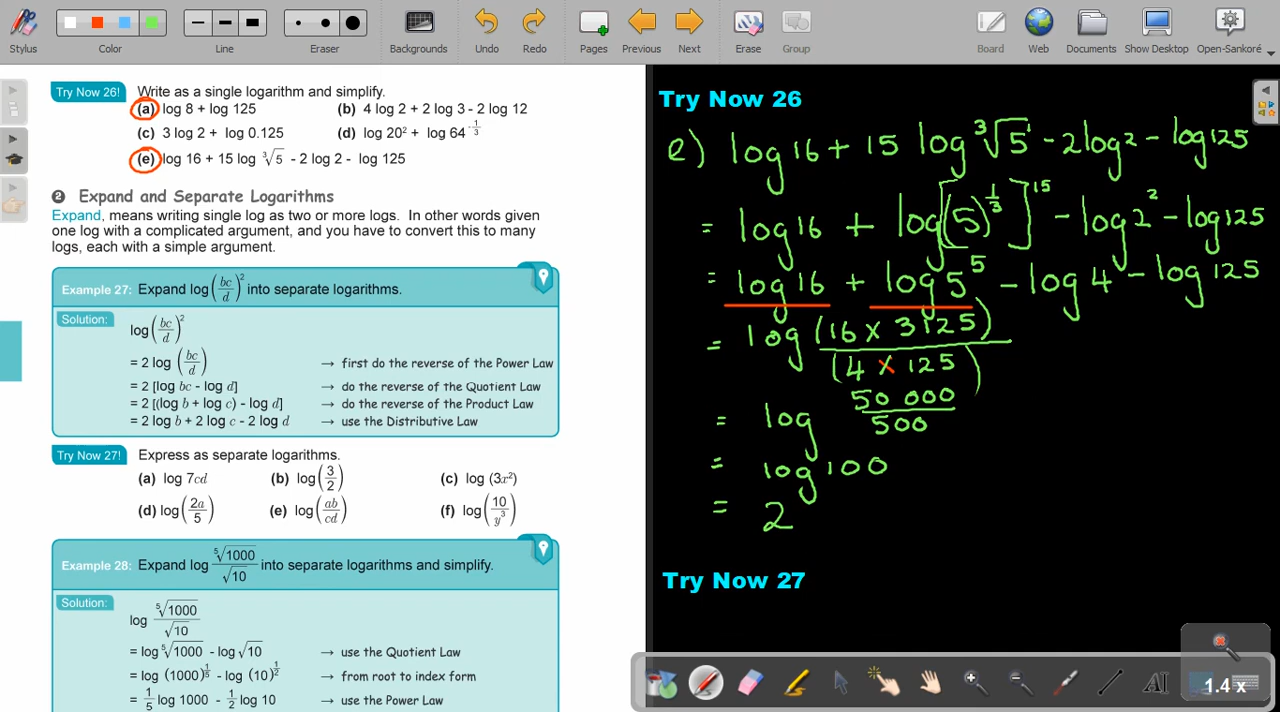 Stylus Color Line Eraser Backgrounds Undo Redo Pages Previous Next Erase Group Board Web Documents Show Desktop Open-Sankoré
Try Now 26! Write as a single logarithm and simplify.
(a) log 8 + log 125 (b) 4 log 2 + 2 log 3 - 2 log 12
(c) 3 log 2 + log 0.125 (d) log 20² + log 64^(-1/3)
(e) log 16 + 15 log ∛5 - 2 log 2 - log 125
2 Expand and Separate Logarithms
Expand, means writing single log as two or more logs. In other words given
one log with a complicated argument, and you have to convert this to many
logs, each with a simple argument.
Example 27: Expand log(bc/d)² into separate logarithms.
Solution:
log(bc/d)²
= 2 log (bc/d) → first do the reverse of the Power Law
= 2 [log bc - log d] → do the reverse of the Quotient Law
= 2 [(log b + log c) - log d] → do the reverse of the Product Law
= 2 log b + 2 log c - 2 log d → use the Distributive Law
Try Now 27! Express as separate logarithms.
(a) log 7cd (b) log(3/2) (c) log (3x²)
(d) log(2a/5) (e) log(ab/cd) (f) log(10/y³)
Example 28: Expand log ⁵√1000/√10 into separate logarithms and simplify.
Solution:
log ⁵√1000/√10
= log ⁵√1000 - log √10 → use the Quotient Law
= log (1000)^(1/5) - log (10)^(1/2) → from root to index form
= 1/5 log 1000 - 1/2 log 10 → use the Power Law
Try Now 26
e) log 16 + 15 log ∛5 - 2log2 - log 125
= log 16 + log[(5)^(1/3)]^15 - log 2² - log 125
= log 16 + log 5⁵ - log 4 - log 125
= log (16 × 3125)/(4 × 125)
= log 50 000/500
= log 100
= 2
Try Now 27
1.4 x